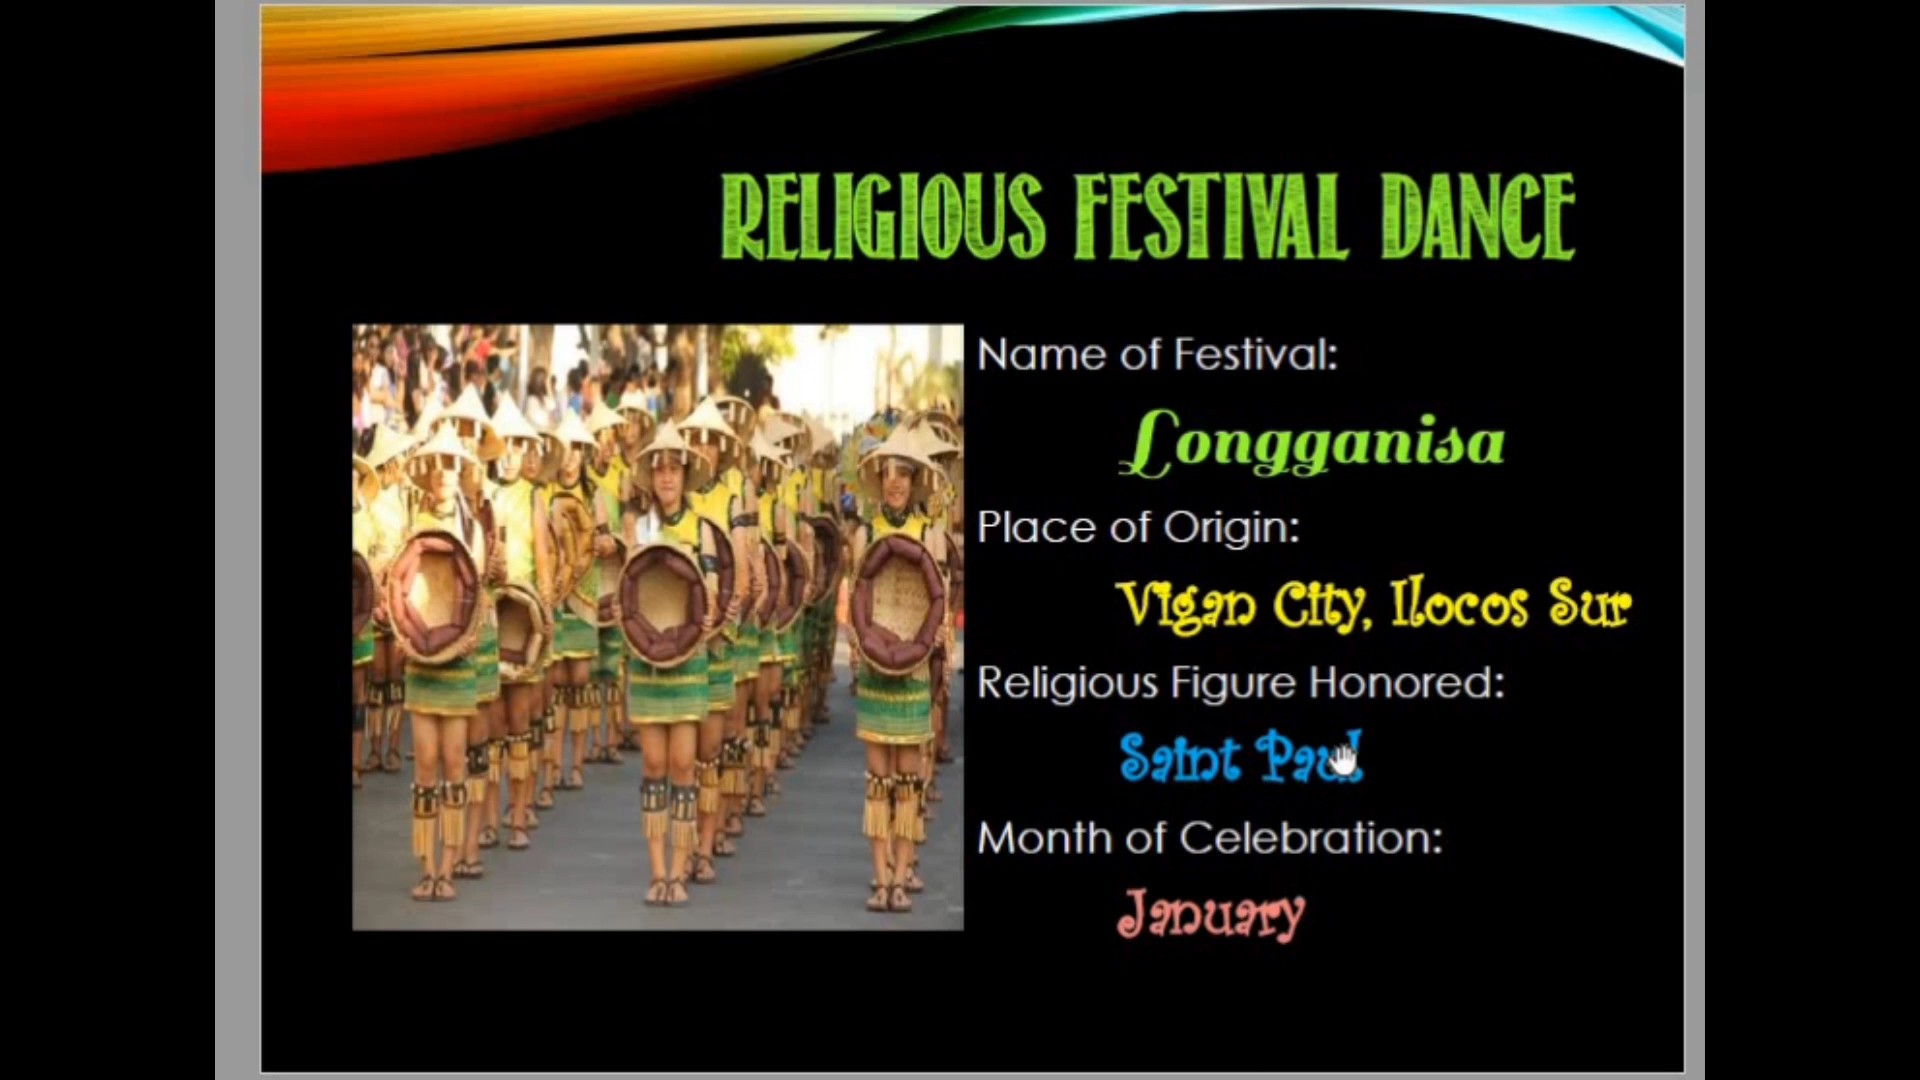 RELIGIOUS FESTIVAL DANCE
Name of Festival:
Longganisa
Place of Origin:
Vigan City, Ilocos Sur
Religious Figure Honored:
Saint Paul
Month of Celebration:
January